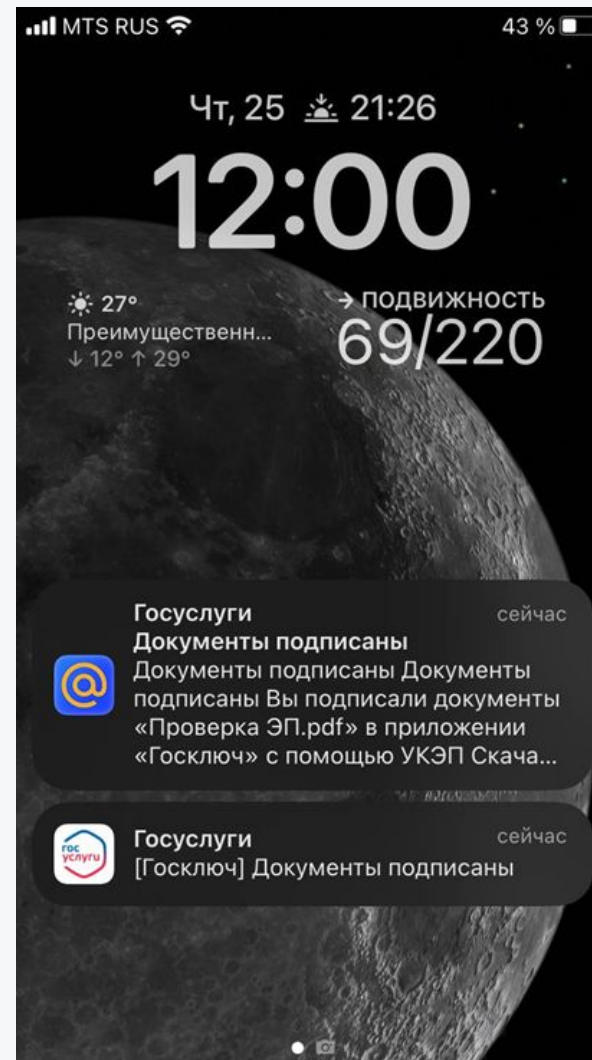 MTS RUS
43 %
Чт, 25 21:26
12:00
27°
Преимущественн...
↓ 12° ↑ 29°
→ ПОДВИЖНОСТЬ
69/220
Госуслуги
сейчас
Документы подписаны
Документы подписаны Документы
подписаны Вы подписали документы
«Проверка ЭП.pdf» в приложении
«Госключ» с помощью УКЭП Скача...
гос
услуги
Госуслуги
сейчас
[Госключ] Документы подписаны